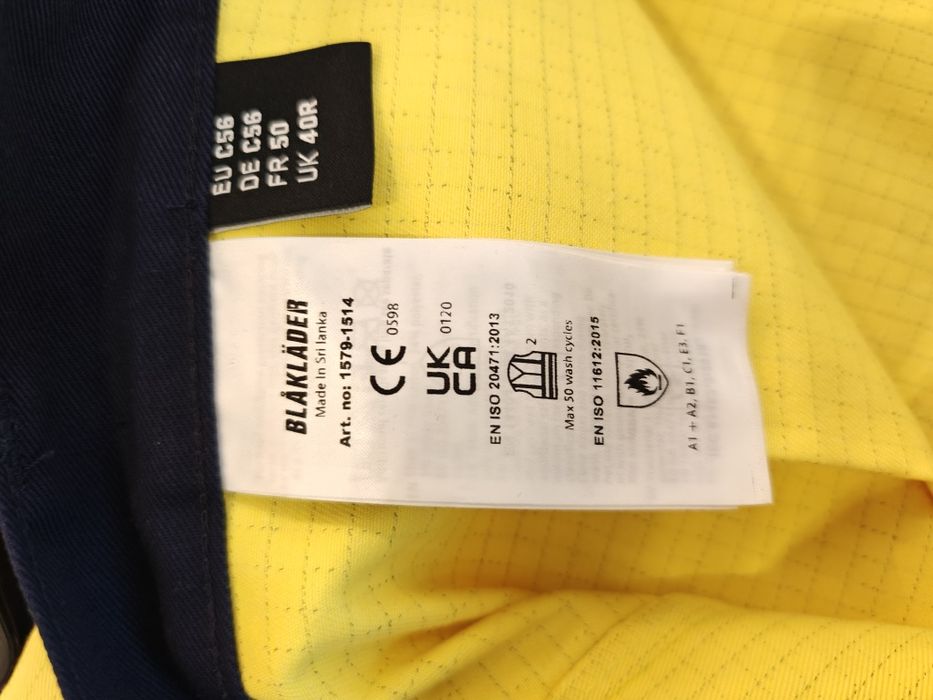 EU C56
DE C56
FR 50
UK 40R
BLÅKLÄDER
Made In Sri lanka
Art. no: 1579-1514
CE 0598
UK
CA 0120
EN ISO 20471:2013
2
Max 50 wash cycles
EN ISO 11612:2015
A1 + A2, B1, C1, E3, F1